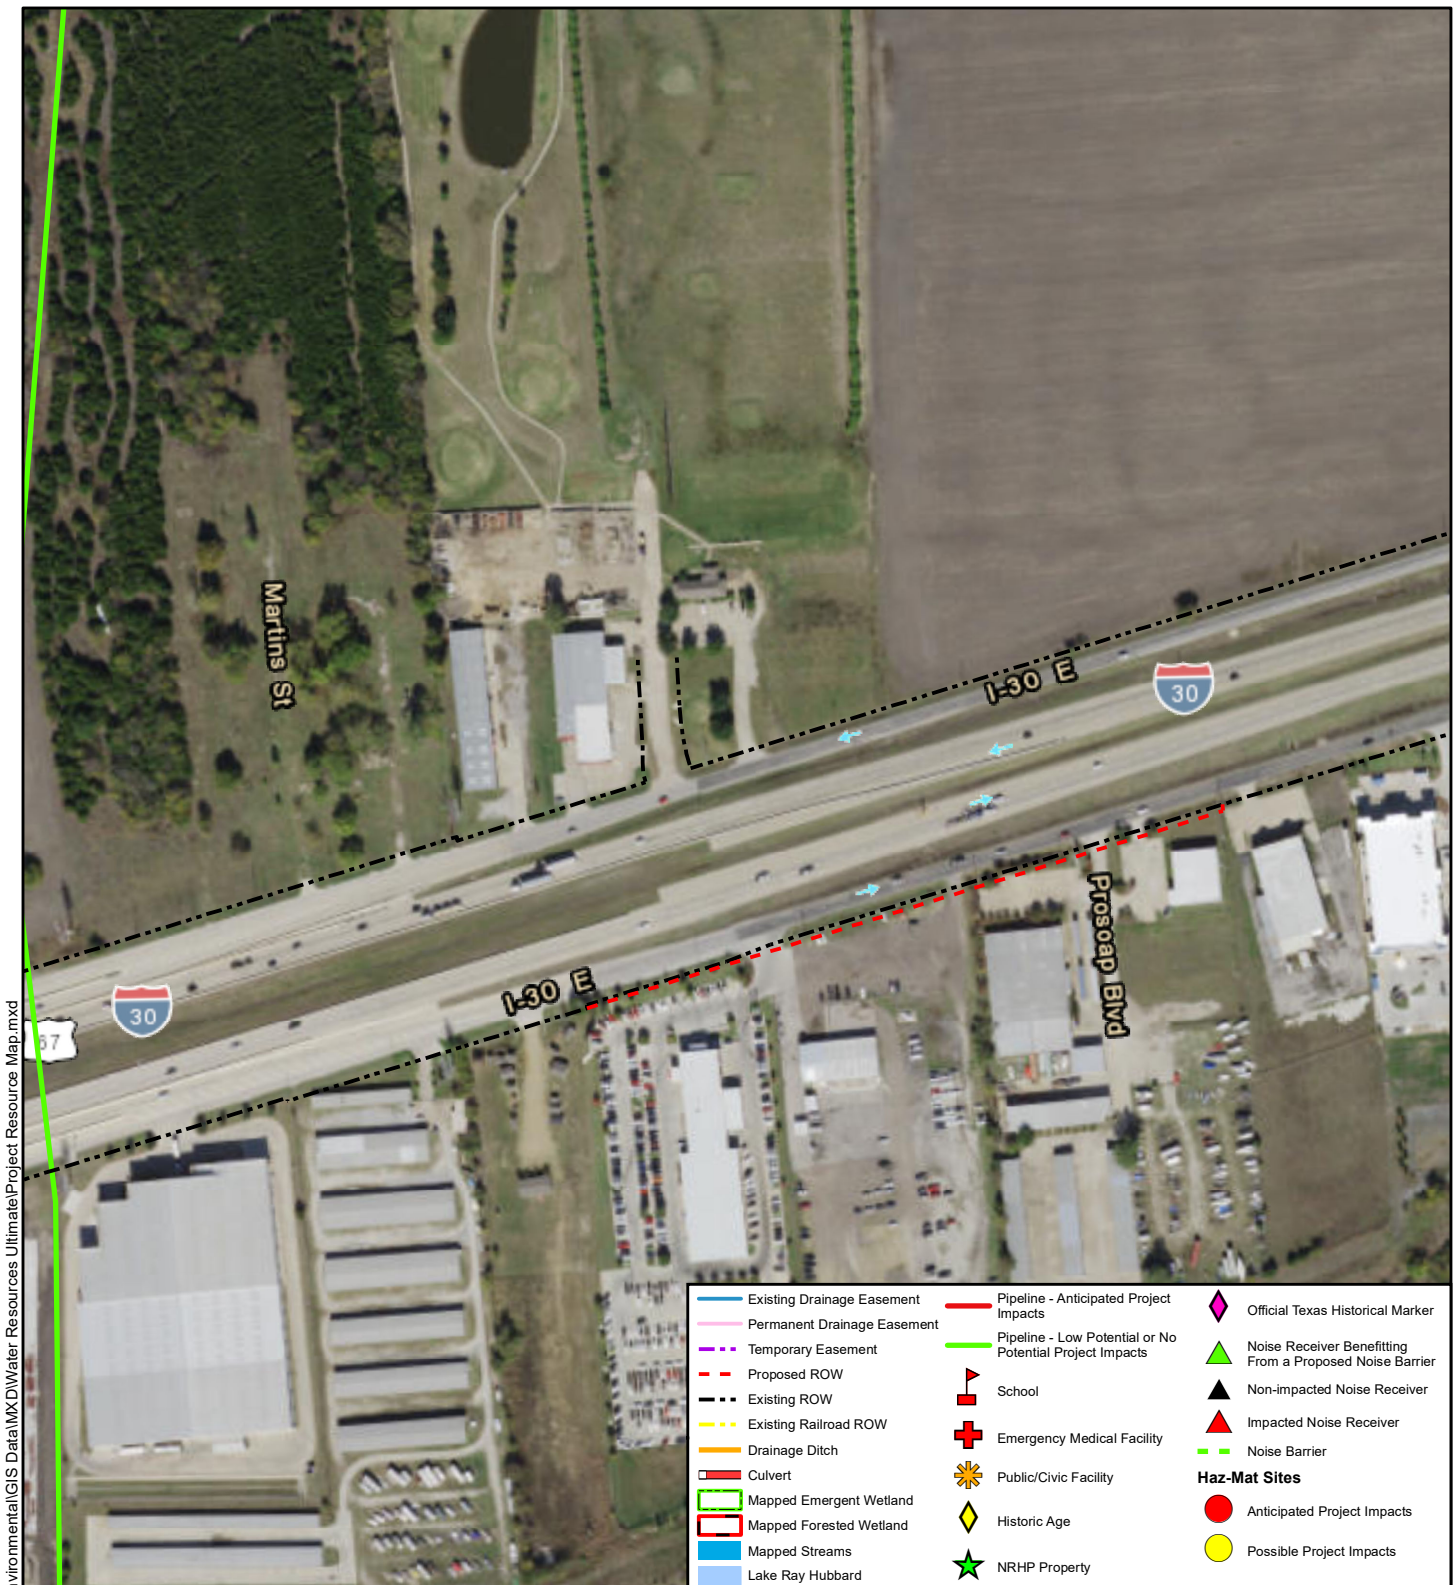 Martins St
I-30 E
30
I-30 E
30
67
Prosoap Blvd
nvironmental\GIS Data\MXD\Water Resources Ultimate\Project Resource Map.mxd
Existing Drainage Easement
Permanent Drainage Easement
Temporary Easement
Proposed ROW
Existing ROW
Existing Railroad ROW
Drainage Ditch
Culvert
Mapped Emergent Wetland
Mapped Forested Wetland
Mapped Streams
Lake Ray Hubbard
Pipeline - Anticipated Project
Impacts
Pipeline - Low Potential or No
Potential Project Impacts
School
Emergency Medical Facility
Public/Civic Facility
Historic Age
NRHP Property
Official Texas Historical Marker
Noise Receiver Benefitting
From a Proposed Noise Barrier
Non-impacted Noise Receiver
Impacted Noise Receiver
Noise Barrier
Haz-Mat Sites
Anticipated Project Impacts
Possible Project Impacts